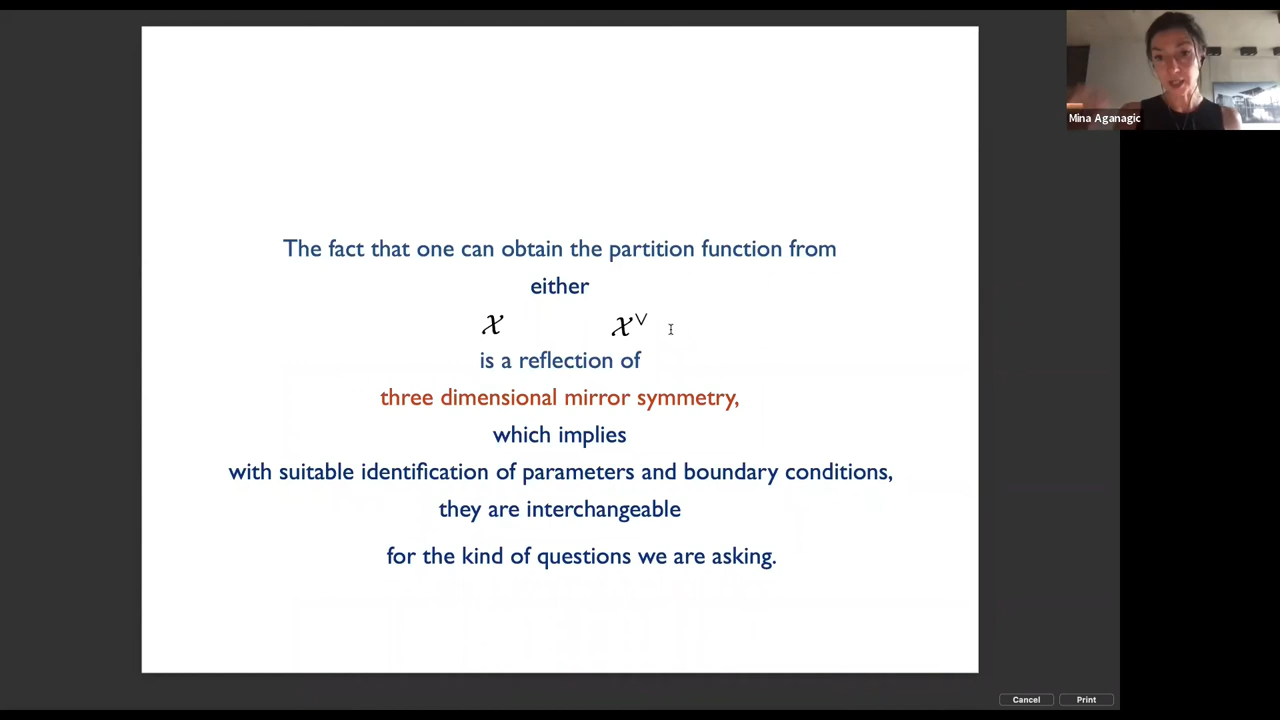 Mina Aganagic
The fact that one can obtain the partition function from
either
𝒳 𝒳^∨
is a reflection of
three dimensional mirror symmetry,
which implies
with suitable identification of parameters and boundary conditions,
they are interchangeable
for the kind of questions we are asking.
Cancel Print